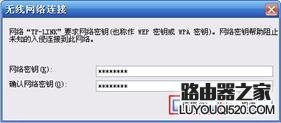 无线网络连接
网络“TP-LINK”要求网络密钥(也称作 WEP 密钥或 WPA 密钥)。网络密钥帮助阻止
未知的入侵连接到此网络。
网络密钥(K):
********
确认网络密钥(O):
********
路由器之家
LUYOUQI520.COM